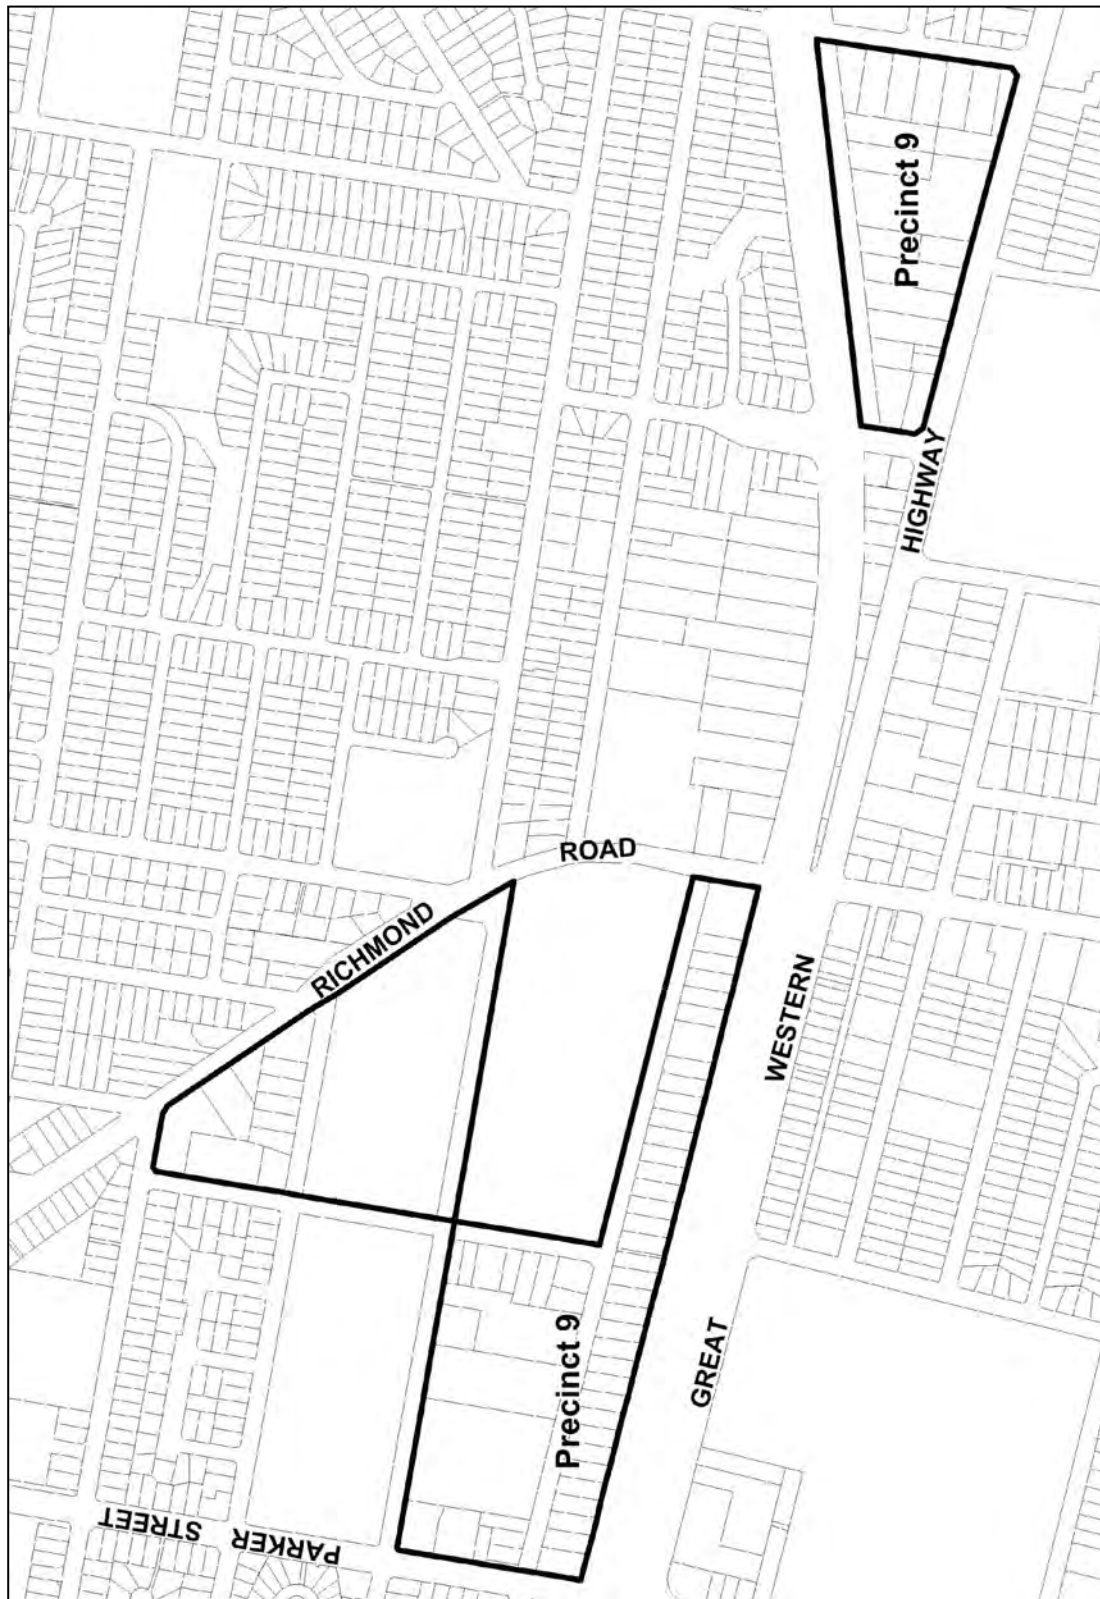 Precinct 9
HIGHWAY
ROAD
RICHMOND
WESTERN
GREAT
Precinct 9
PARKER STREET